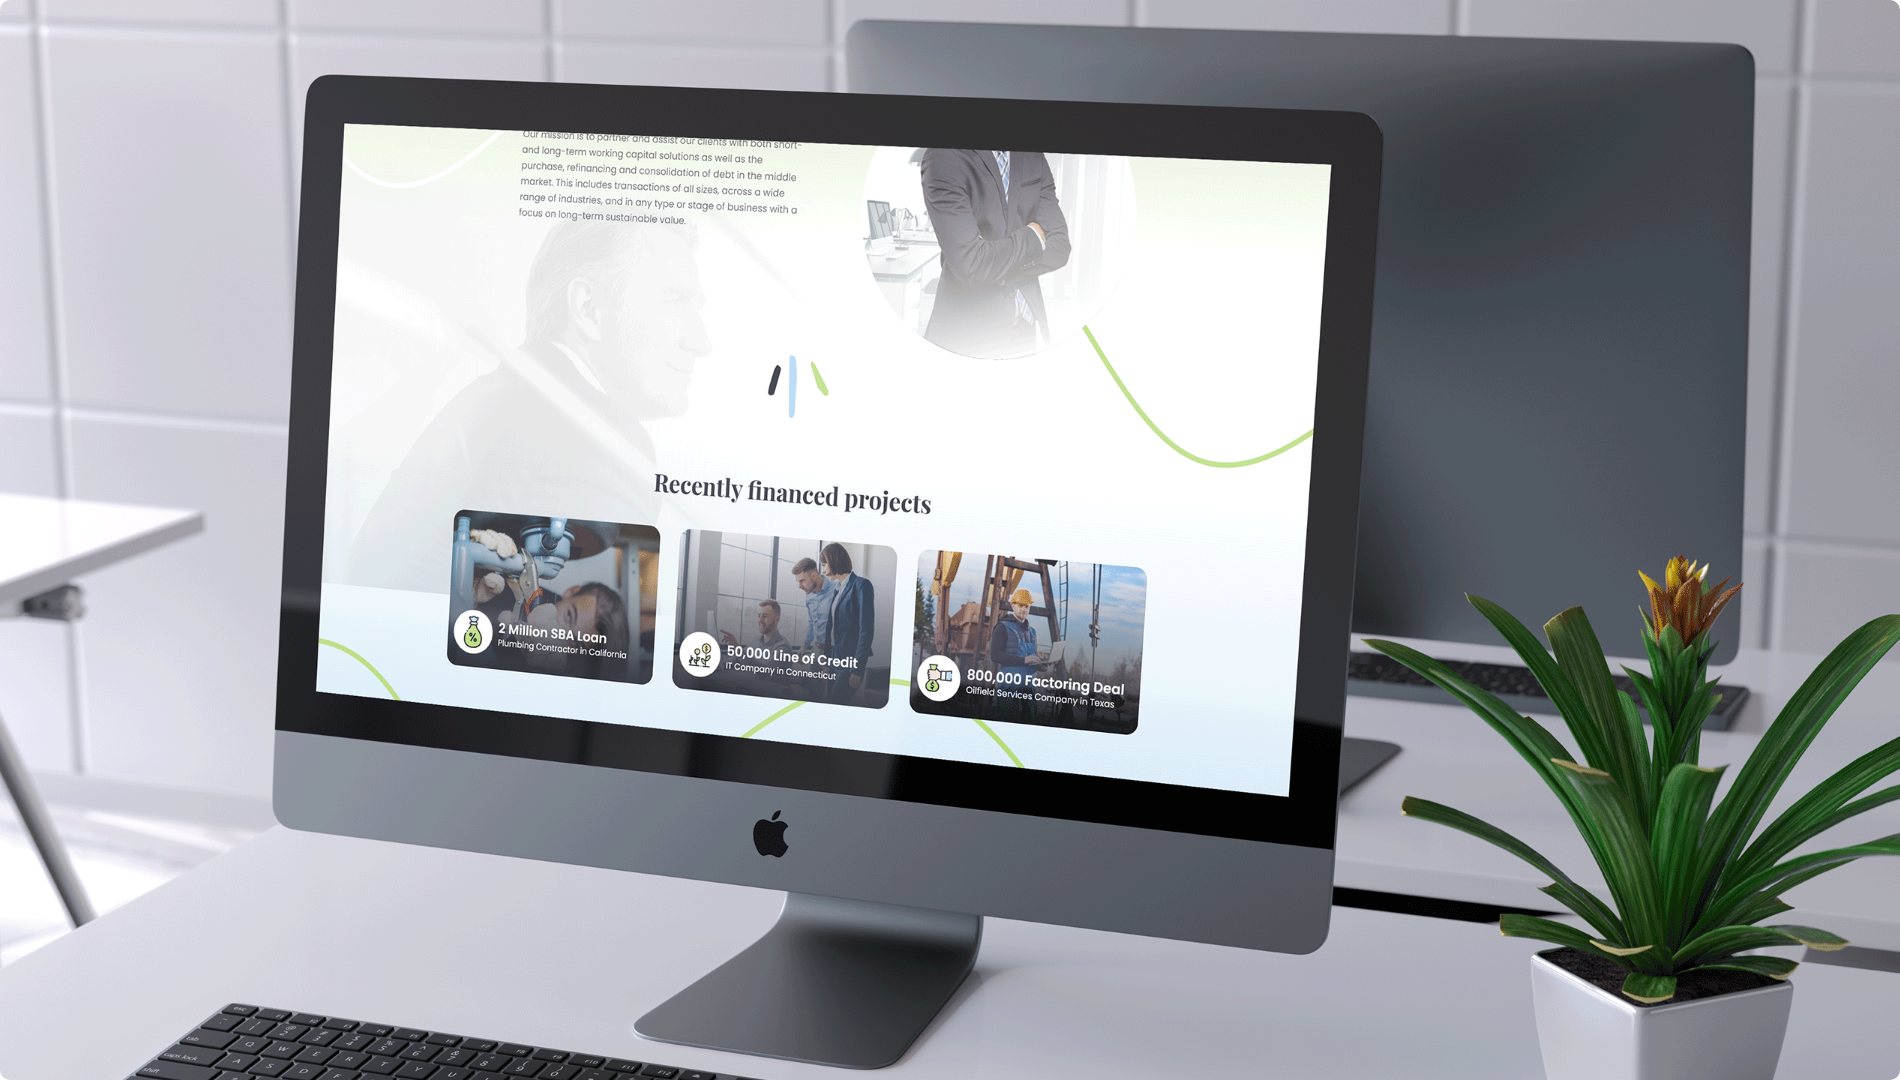 Our mission is to partner and assist our clients with both short-
and long-term working capital solutions as well as the
purchase, refinancing and consolidation of debt in the middle
market. This includes transactions of all sizes, across a wide
range of industries, and in any type or stage of business with a
focus on long-term sustainable value.
Recently financed projects
2 Million SBA Loan
Plumbing Contractor in California
50,000 Line of Credit
IT Company in Connecticut
800,000 Factoring Deal
Oilfield Services Company in Texas